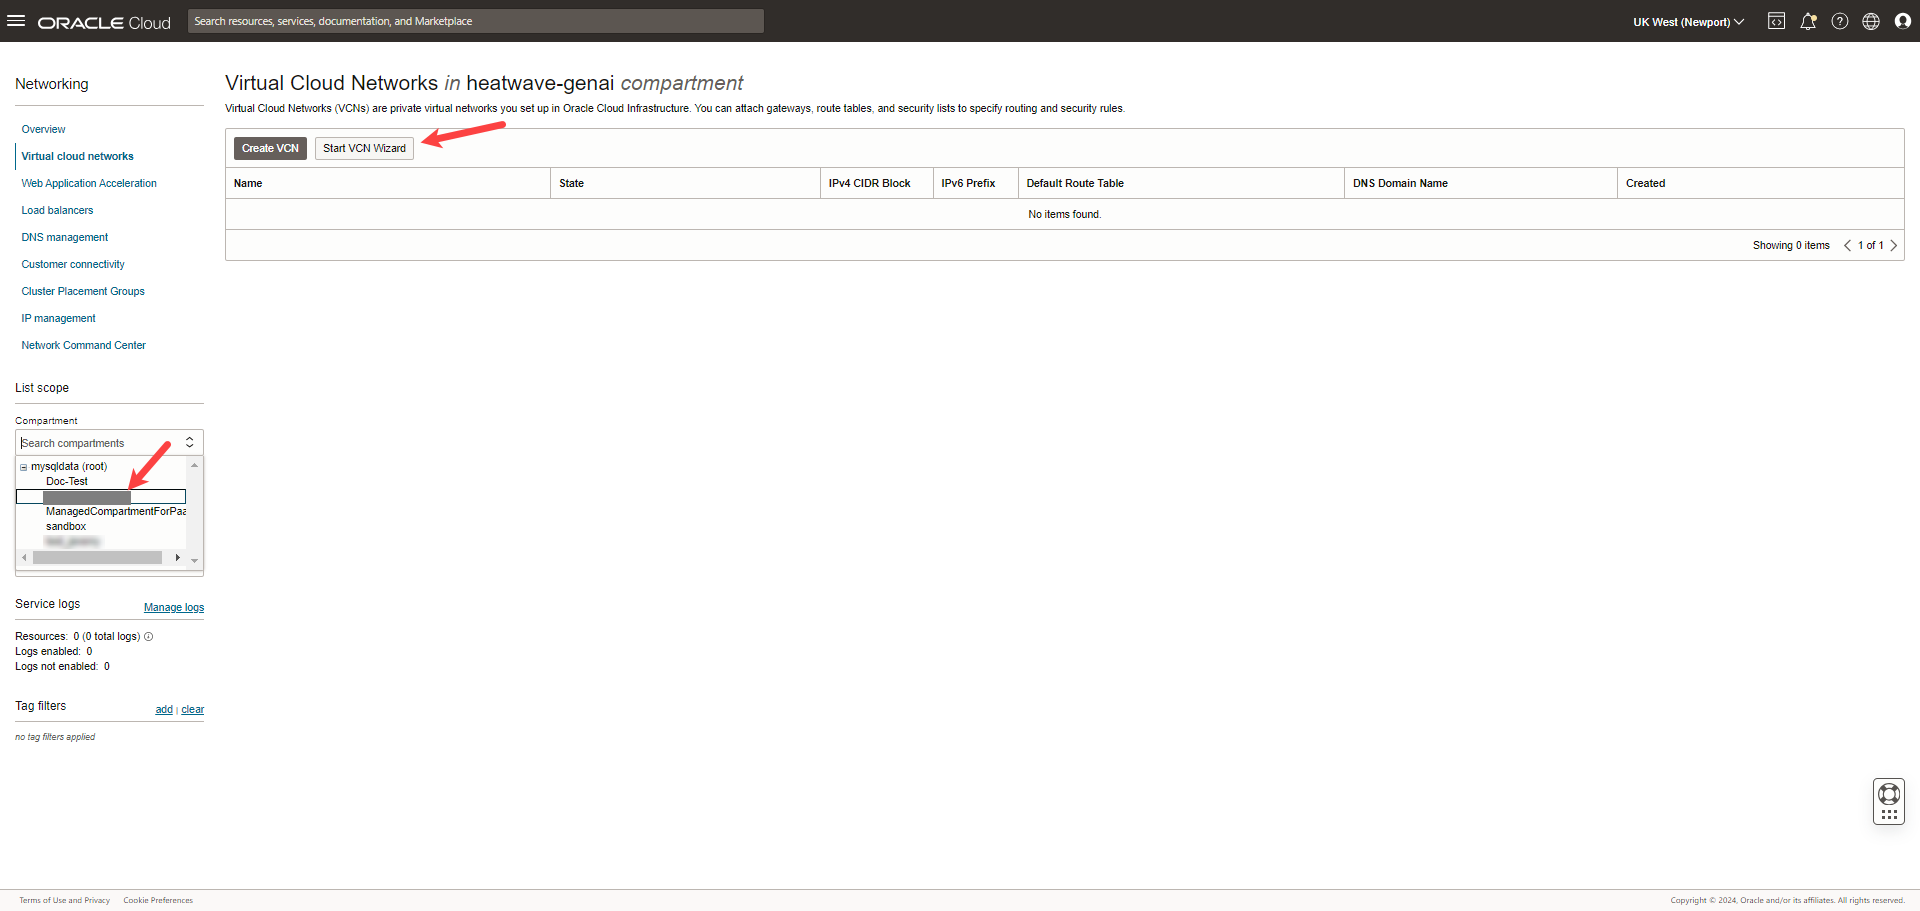 ORACLE Cloud
Search resources, services, documentation, and Marketplace
UK West (Newport)
Networking
Overview
Virtual cloud networks
Web Application Acceleration
Load balancers
DNS management
Customer connectivity
Cluster Placement Groups
IP management
Network Command Center
List scope
Compartment
Search compartments
mysqldata (root)
Doc-Test
ManagedCompartmentForPaa
sandbox
Service logs
Manage logs
Resources: 0 (0 total logs)
Logs enabled: 0
Logs not enabled: 0
Tag filters
add | clear
no tag filters applied
Virtual Cloud Networks in heatwave-genai compartment
Virtual Cloud Networks (VCNs) are private virtual networks you set up in Oracle Cloud Infrastructure. You can attach gateways, route tables, and security lists to specify routing and security rules.
Create VCN
Start VCN Wizard
Name State IPv4 CIDR Block IPv6 Prefix Default Route Table DNS Domain Name Created
No items found.
Showing 0 items < 1 of 1 >
Terms of Use and Privacy Cookie Preferences
Copyright © 2024, Oracle and/or its affiliates. All rights reserved.